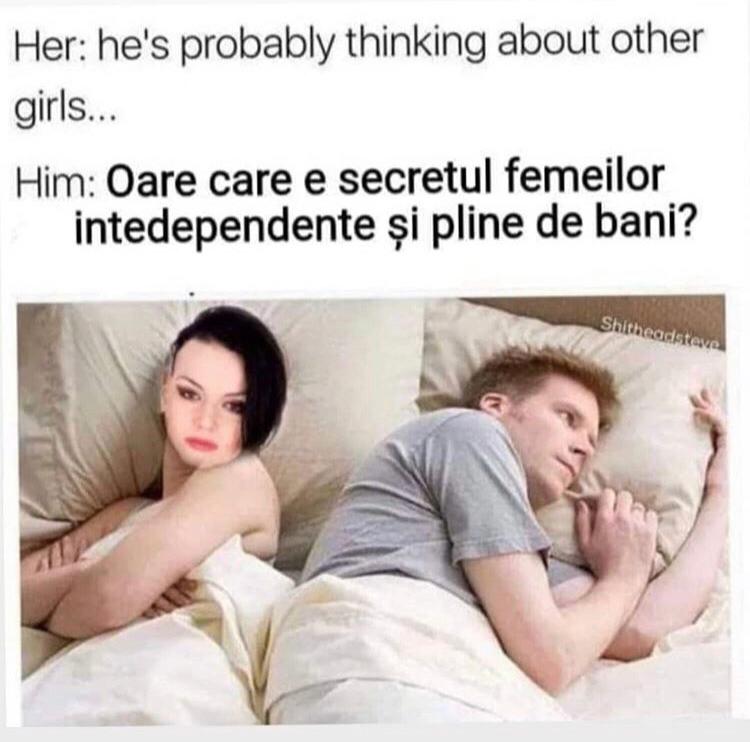 Her: he's probably thinking about other
girls...
Him: Oare care e secretul femeilor
intedependente și pline de bani?
Shitheadsteve